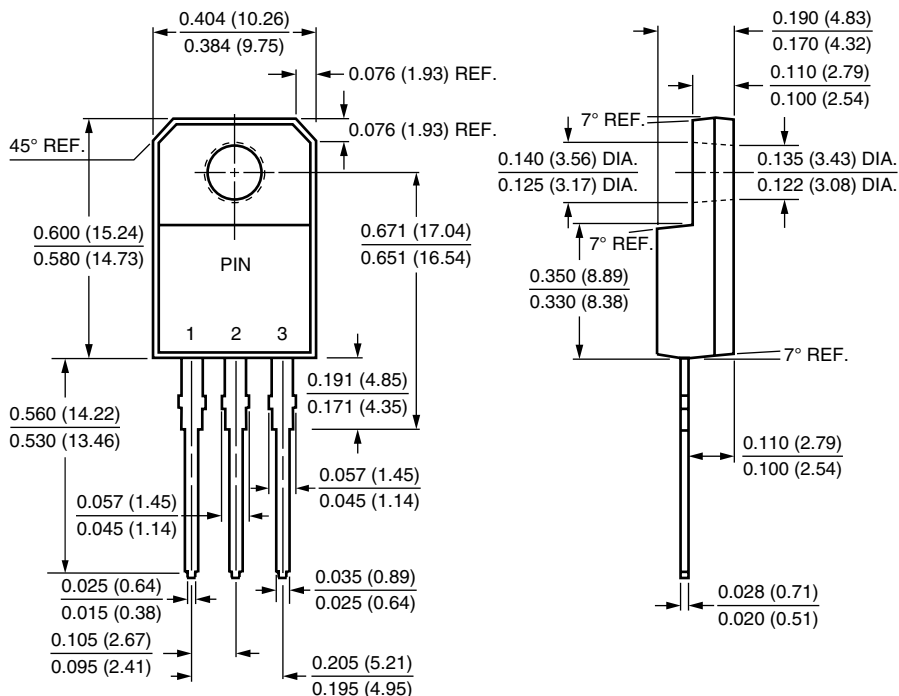 0.404 (10.26)
0.384 (9.75)
0.076 (1.93) REF.
0.076 (1.93) REF.
45° REF.
0.600 (15.24)
0.580 (14.73)
0.671 (17.04)
0.651 (16.54)
PIN
1 2 3
0.191 (4.85)
0.171 (4.35)
0.560 (14.22)
0.530 (13.46)
0.057 (1.45)
0.045 (1.14)
0.057 (1.45)
0.045 (1.14)
0.025 (0.64)
0.015 (0.38)
0.035 (0.89)
0.025 (0.64)
0.105 (2.67)
0.095 (2.41)
0.205 (5.21)
0.195 (4.95)
0.190 (4.83)
0.170 (4.32)
0.110 (2.79)
0.100 (2.54)
7° REF.
0.140 (3.56) DIA.
0.125 (3.17) DIA.
0.135 (3.43) DIA.
0.122 (3.08) DIA.
7° REF.
0.350 (8.89)
0.330 (8.38)
7° REF.
0.110 (2.79)
0.100 (2.54)
0.028 (0.71)
0.020 (0.51)